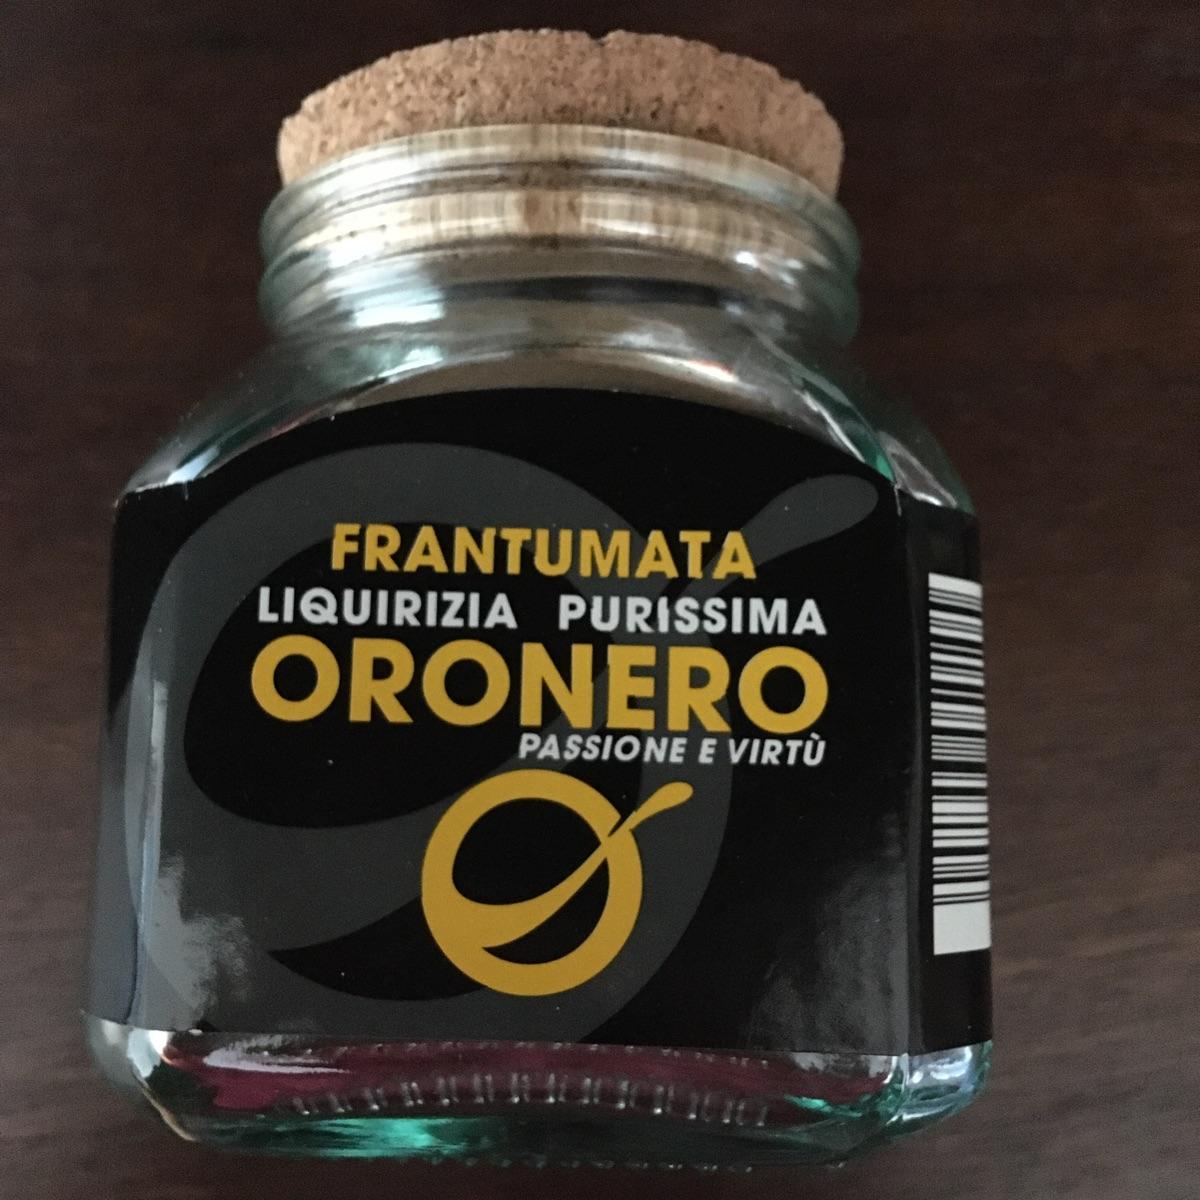 FRANTUMATA
LIQUIRIZIA PURISSIMA
ORONERO
PASSIONE E VIRTÙ